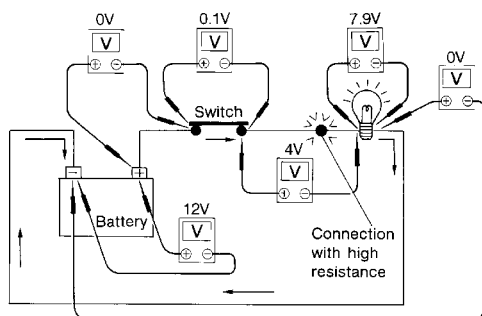 0V
V
0.1V
V
7.9V
V
0V
V
Switch
4V
V
Battery
12V
V
Connection
with high
resistance